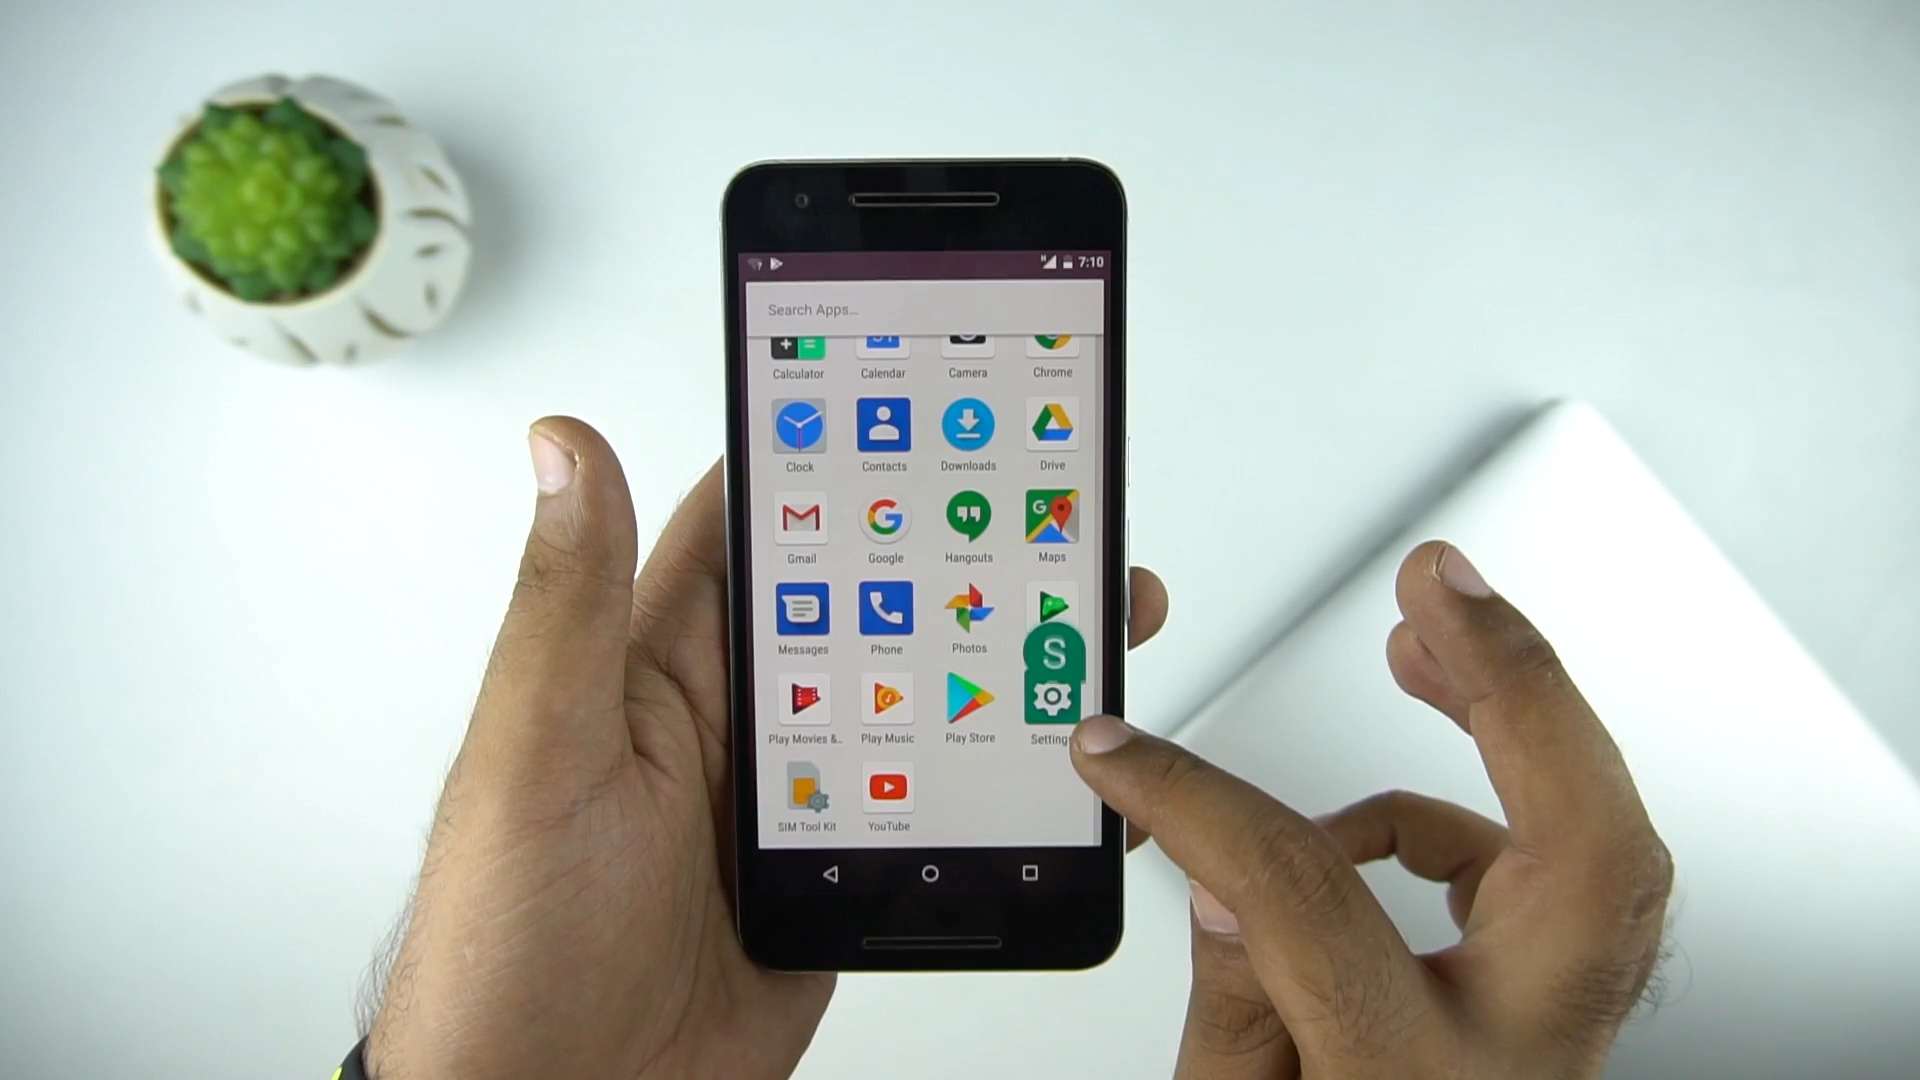 7:10
Search Apps...
31
Calculator Calendar Camera Chrome
Clock Contacts Downloads Drive
G
G
Gmail Google Hangouts Maps
Messages Phone Photos
S
Play Movies &.. Play Music Play Store Setting
SIM Tool Kit YouTube